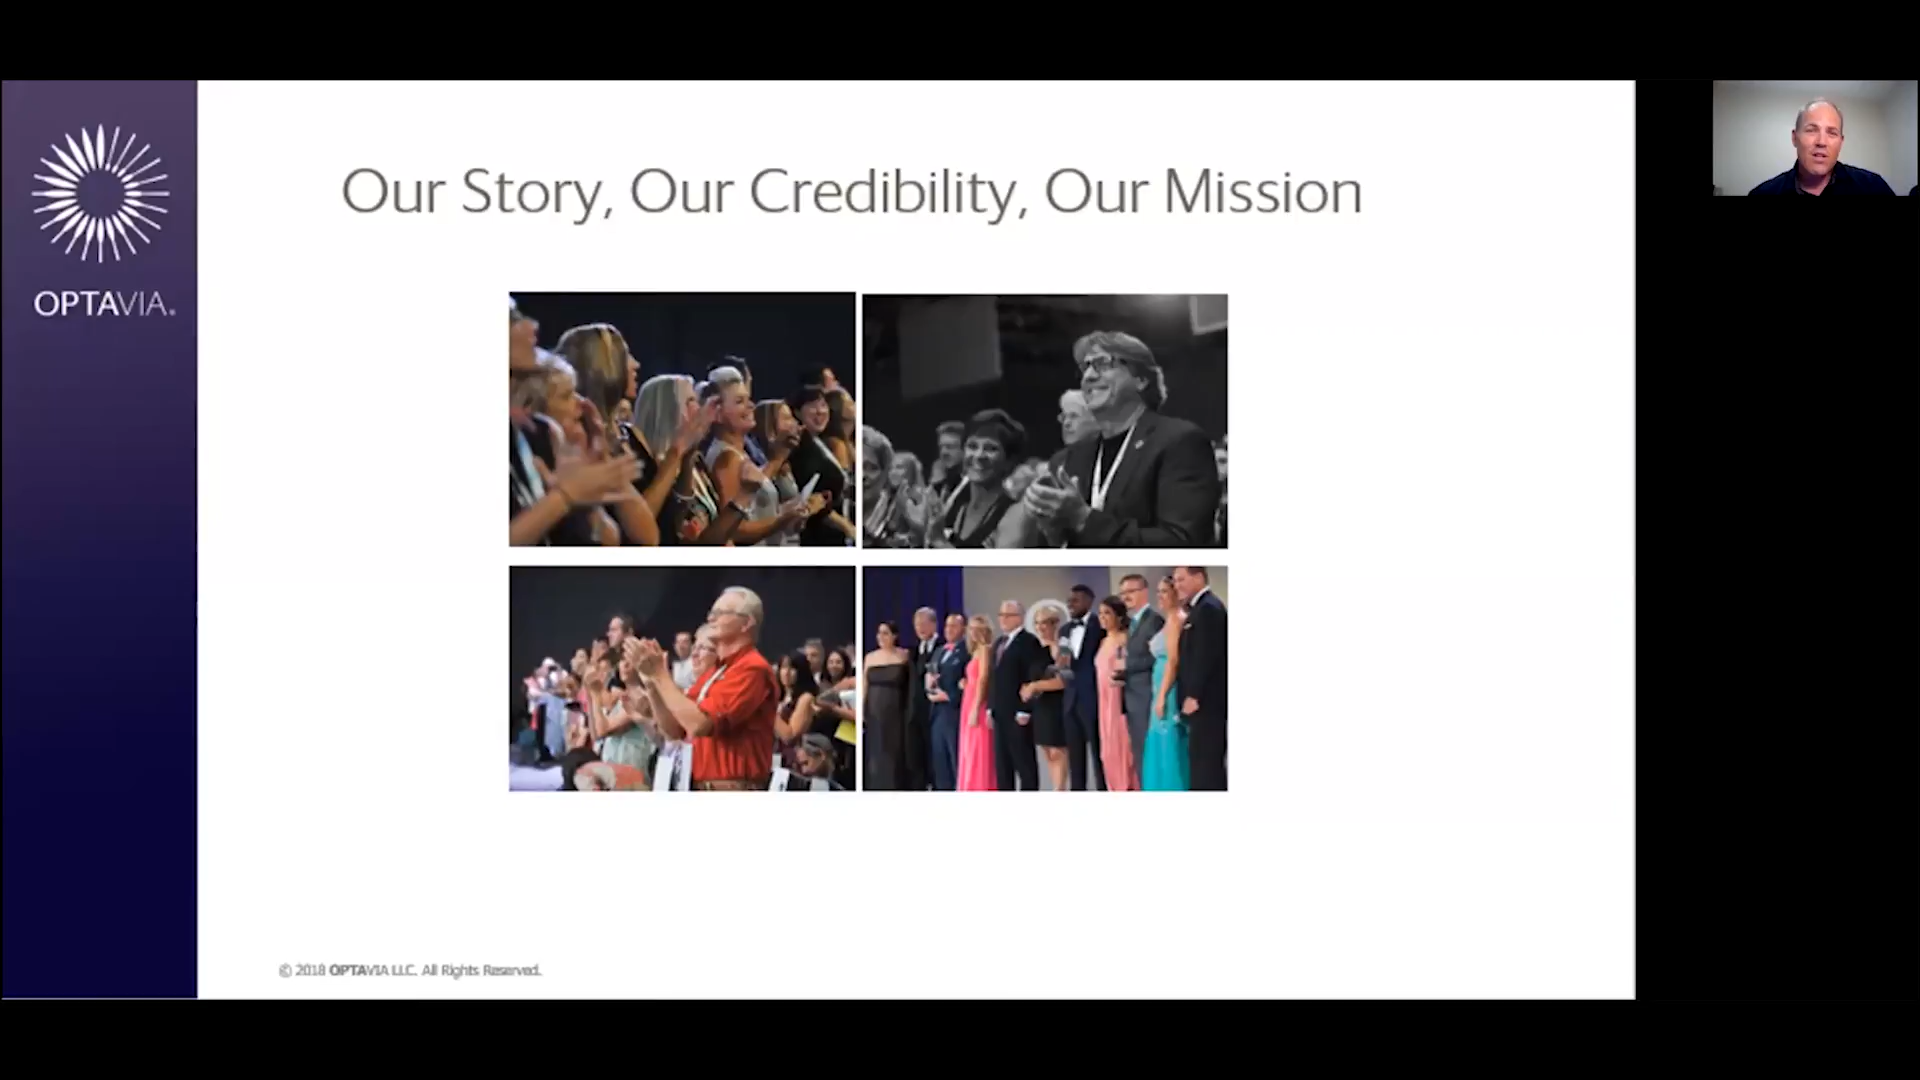 OPTAVIA®
Our Story, Our Credibility, Our Mission
© 2018 OPTAVIA LLC. All Rights Reserved.